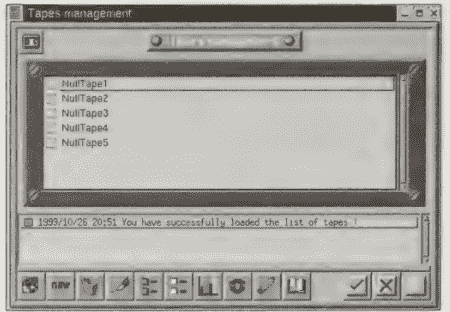 Tapes management
NullTape1
NullTape2
NullTape3
NullTape4
NullTape5
1999/10/26 20:51 You have successfully loaded the list of tapes !
new